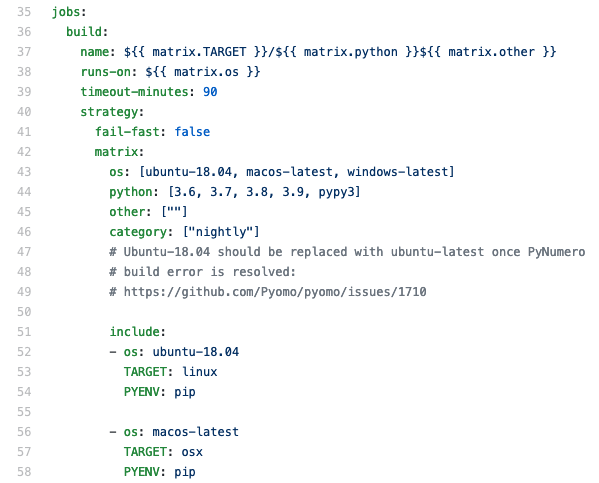 35 jobs:
36 build:
37 name: ${{ matrix.TARGET }}/${{ matrix.python }}${{ matrix.other }}
38 runs-on: ${{ matrix.os }}
39 timeout-minutes: 90
40 strategy:
41 fail-fast: false
42 matrix:
43 os: [ubuntu-18.04, macos-latest, windows-latest]
44 python: [3.6, 3.7, 3.8, 3.9, pypy3]
45 other: [""]
46 category: ["nightly"]
47 # Ubuntu-18.04 should be replaced with ubuntu-latest once PyNumero
48 # build error is resolved:
49 # https://github.com/Pyomo/pyomo/issues/1710
50
51 include:
52 - os: ubuntu-18.04
53 TARGET: linux
54 PYENV: pip
55
56 - os: macos-latest
57 TARGET: osx
58 PYENV: pip